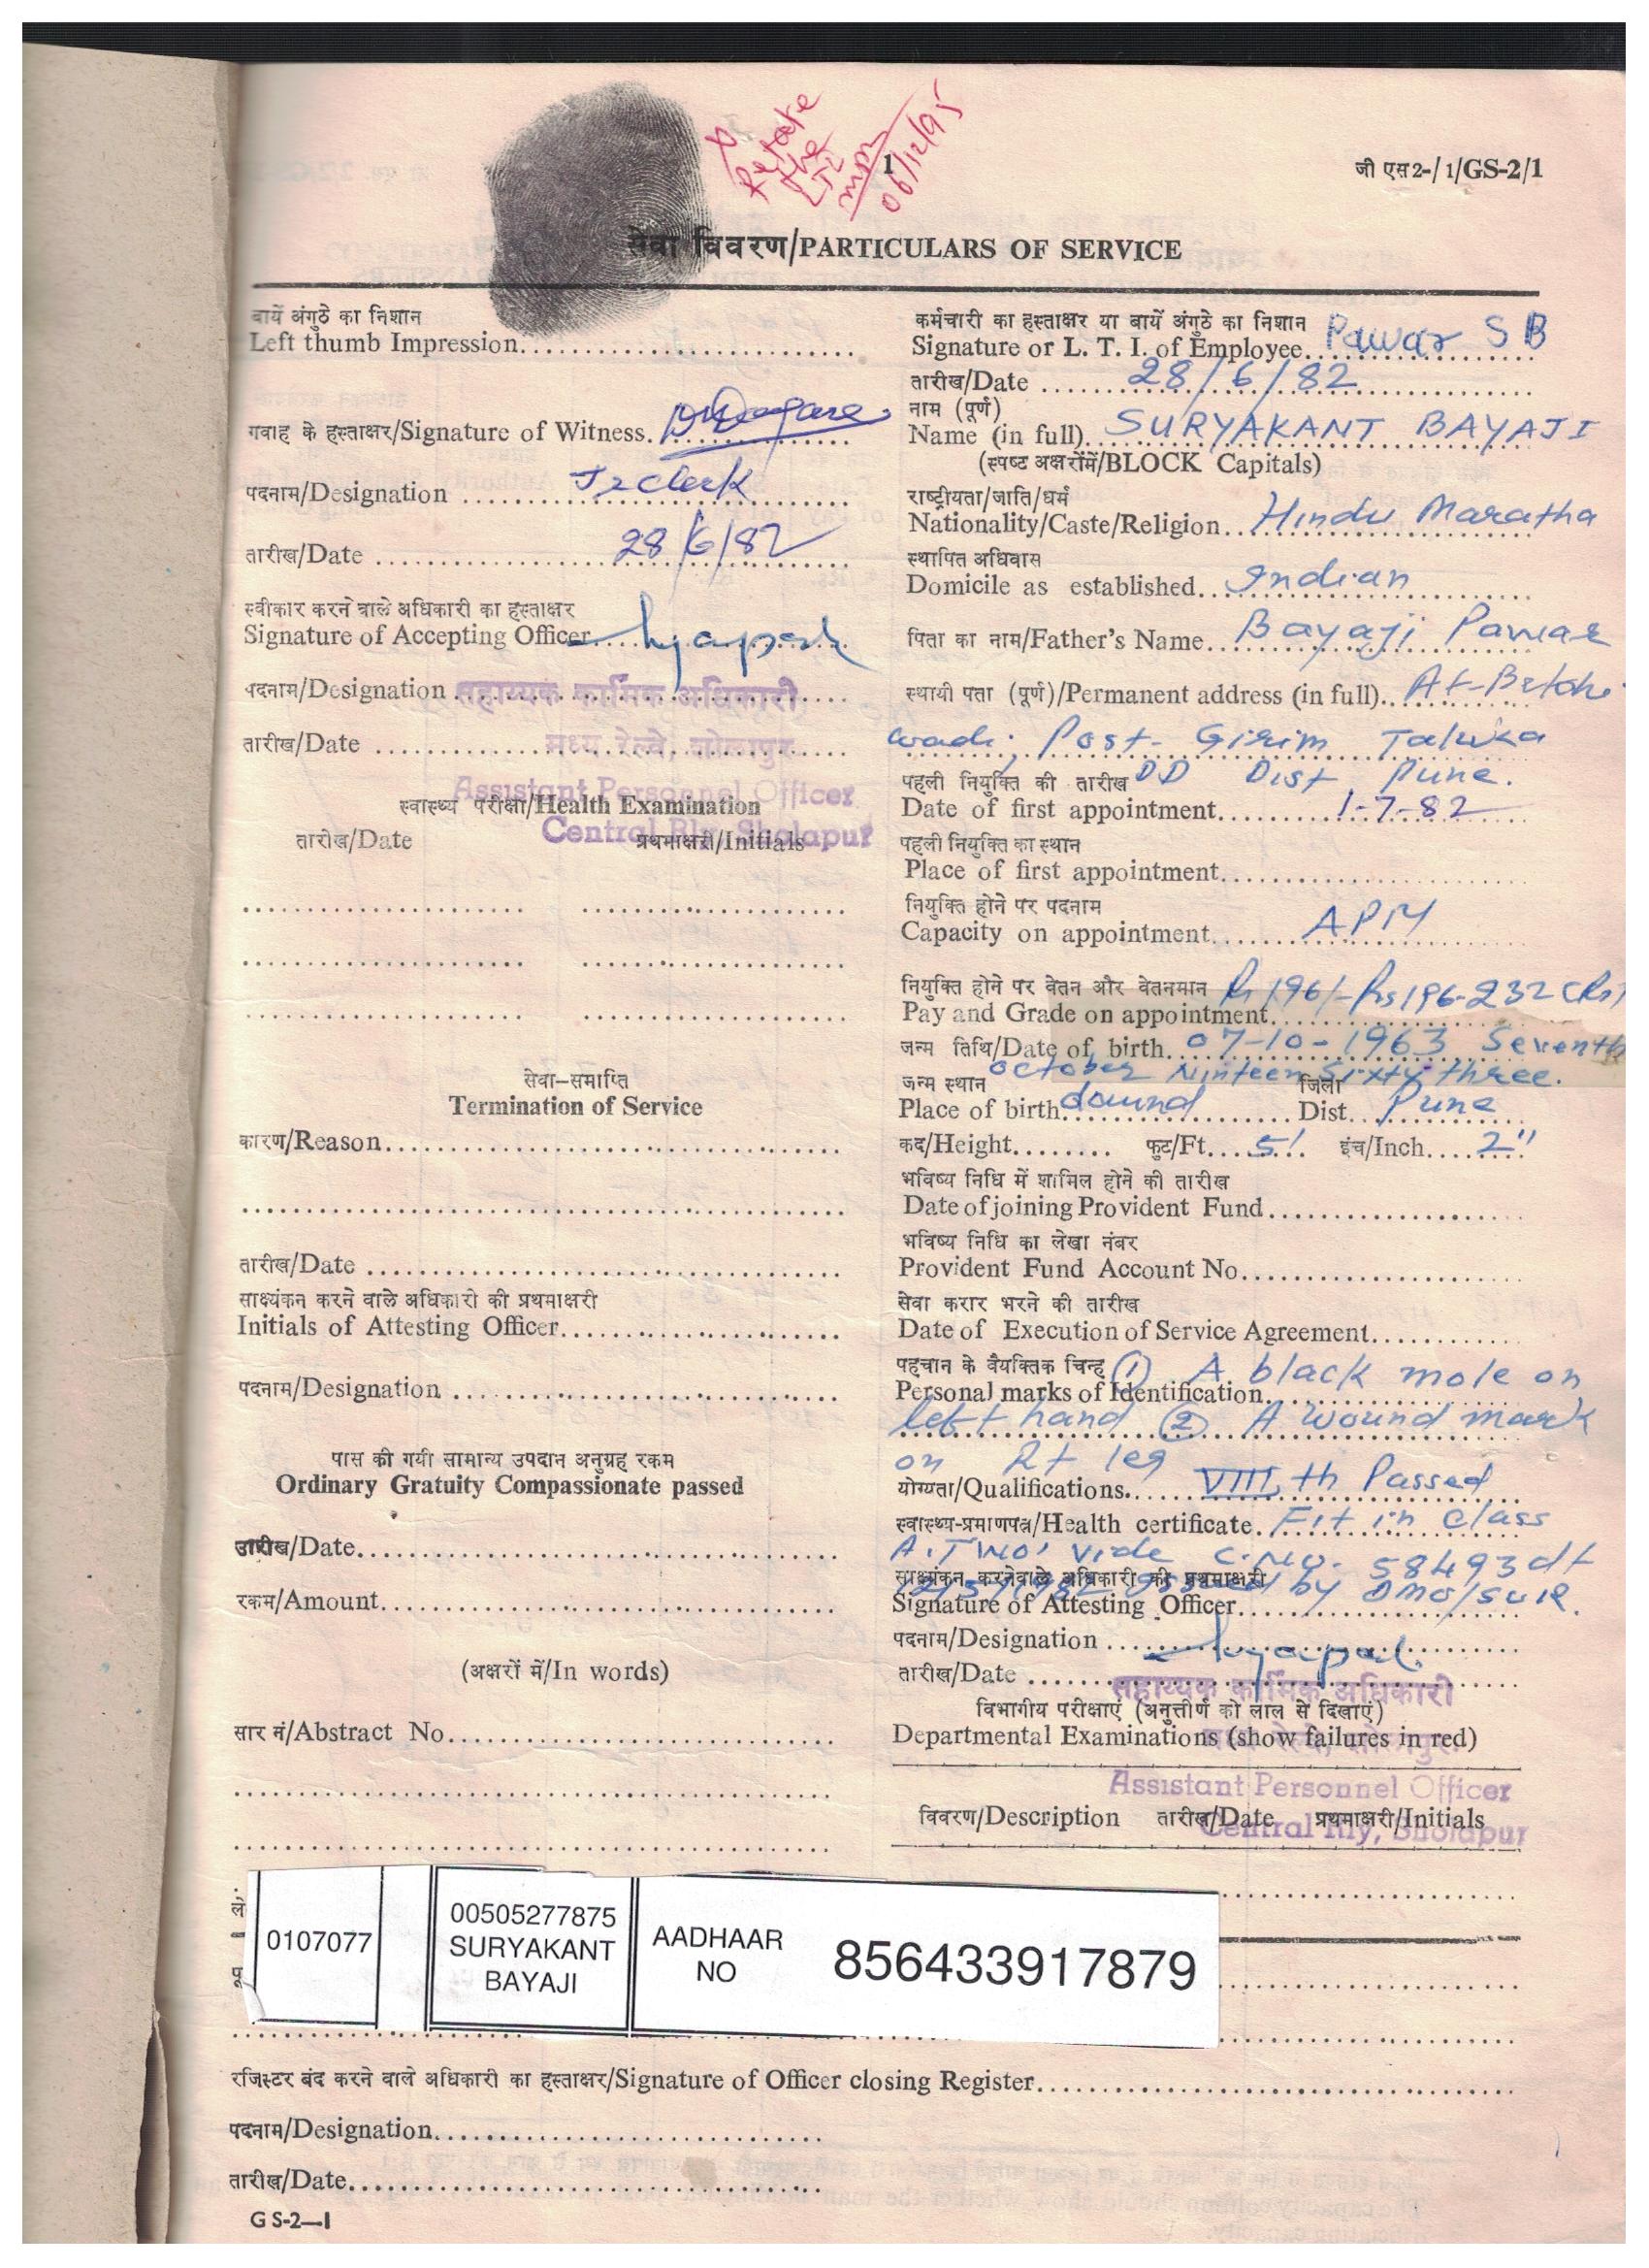 Retake
the
LTI
06/12/95
1
जी एस 2-/1/GS-2/1
सेवा विवरण/PARTICULARS OF SERVICE
बायें अंगुठे का निशान
Left thumb Impression
गवाह के हस्ताक्षर/Signature of Witness
पदनाम/Designation Jr clerk
तारीख/Date 28/6/82
स्वीकार करने वाले अधिकारी का हस्ताक्षर
Signature of Accepting Officer
पदनाम/Designation सहाय्यक कार्मिक अधिकारी
तारीख/Date मध्य रेल्वे, सोलापुर
Assistant Personnel Officer
स्वास्थ्य परीक्षा/Health Examination
Central Rly, Sholapur
तारीख/Date प्रथमाक्षरी/Initials
सेवा-समाप्ति
Termination of Service
कारण/Reason
तारीख/Date
साक्ष्यंकन करने वाले अधिकारी की प्रथमाक्षरी
Initials of Attesting Officer
पदनाम/Designation
पास की गयी सामान्य उपदान अनुग्रह रकम
Ordinary Gratuity Compassionate passed
तारीख/Date
रकम/Amount
(अक्षरों में/In words)
सार नं/Abstract No.
कर्मचारी का हस्ताक्षर या बायें अंगुठे का निशान
Signature or L. T. I. of Employee Pawar S B
तारीख/Date 28/6/82
नाम (पूर्ण)
Name (in full) SURYAKANT BAYAJI
(स्पष्ट अक्षरोंमें/BLOCK Capitals)
राष्ट्रीयता/जाति/धर्म
Nationality/Caste/Religion Hindu Maratha
स्थापित अधिवास
Domicile as established Indian
पिता का नाम/Father's Name Bayaji Pawar
स्थायी पता (पूर्ण)/Permanent address (in full) At-
wadi, Post- Girim Taluka
DD Dist Pune.
पहली नियुक्ति की तारीख
Date of first appointment 1-7-82
पहली नियुक्ति का स्थान
Place of first appointment
नियुक्ति होने पर पदनाम
Capacity on appointment APM
नियुक्ति होने पर वेतन और वेतनमान Rs 196/- Rs 196-232 (Rs)
Pay and Grade on appointment
जन्म तिथि/Date of birth 07-10-1963 Seventh
October Ninteen Sixty three.
जन्म स्थान जिला
Place of birth dound Dist. Pune
कद/Height फुट/Ft. 5' इंच/Inch 2"
भविष्य निधि में शामिल होने की तारीख
Date of joining Provident Fund
भविष्य निधि का लेखा नंबर
Provident Fund Account No.
सेवा करार भरने की तारीख
Date of Execution of Service Agreement
पहचान के वैयक्तिक चिन्ह (1) A black mole on
Personal marks of Identification
left hand (2) A wound mark
on Rt leg
योग्यता/Qualifications VIII th Passed
स्वास्थ्य-प्रमाणपत्र/Health certificate Fit in class
A. TWO' vide C.No. 58493 dt
साक्ष्यंकन करनेवाले अधिकारी की प्रथमाक्षरी by DMO/SUR.
Signature of Attesting Officer
पदनाम/Designation
तारीख/Date सहाय्यक कार्मिक अधिकारी
विभागीय परीक्षाएं (अनुत्तीर्ण को लाल से दिखाएं)
Departmental Examinations (show failures in red)
Assistant Personnel Officer
विवरण/Description तारीख/Date प्रथमाक्षरी/Initials
Central Rly, Sholapur
0107077
00505277875
SURYAKANT
BAYAJI
AADHAAR
NO
856433917879
रजिस्टर बंद करने वाले अधिकारी का हस्ताक्षर/Signature of Officer closing Register
पदनाम/Designation
तारीख/Date
G S-2—1